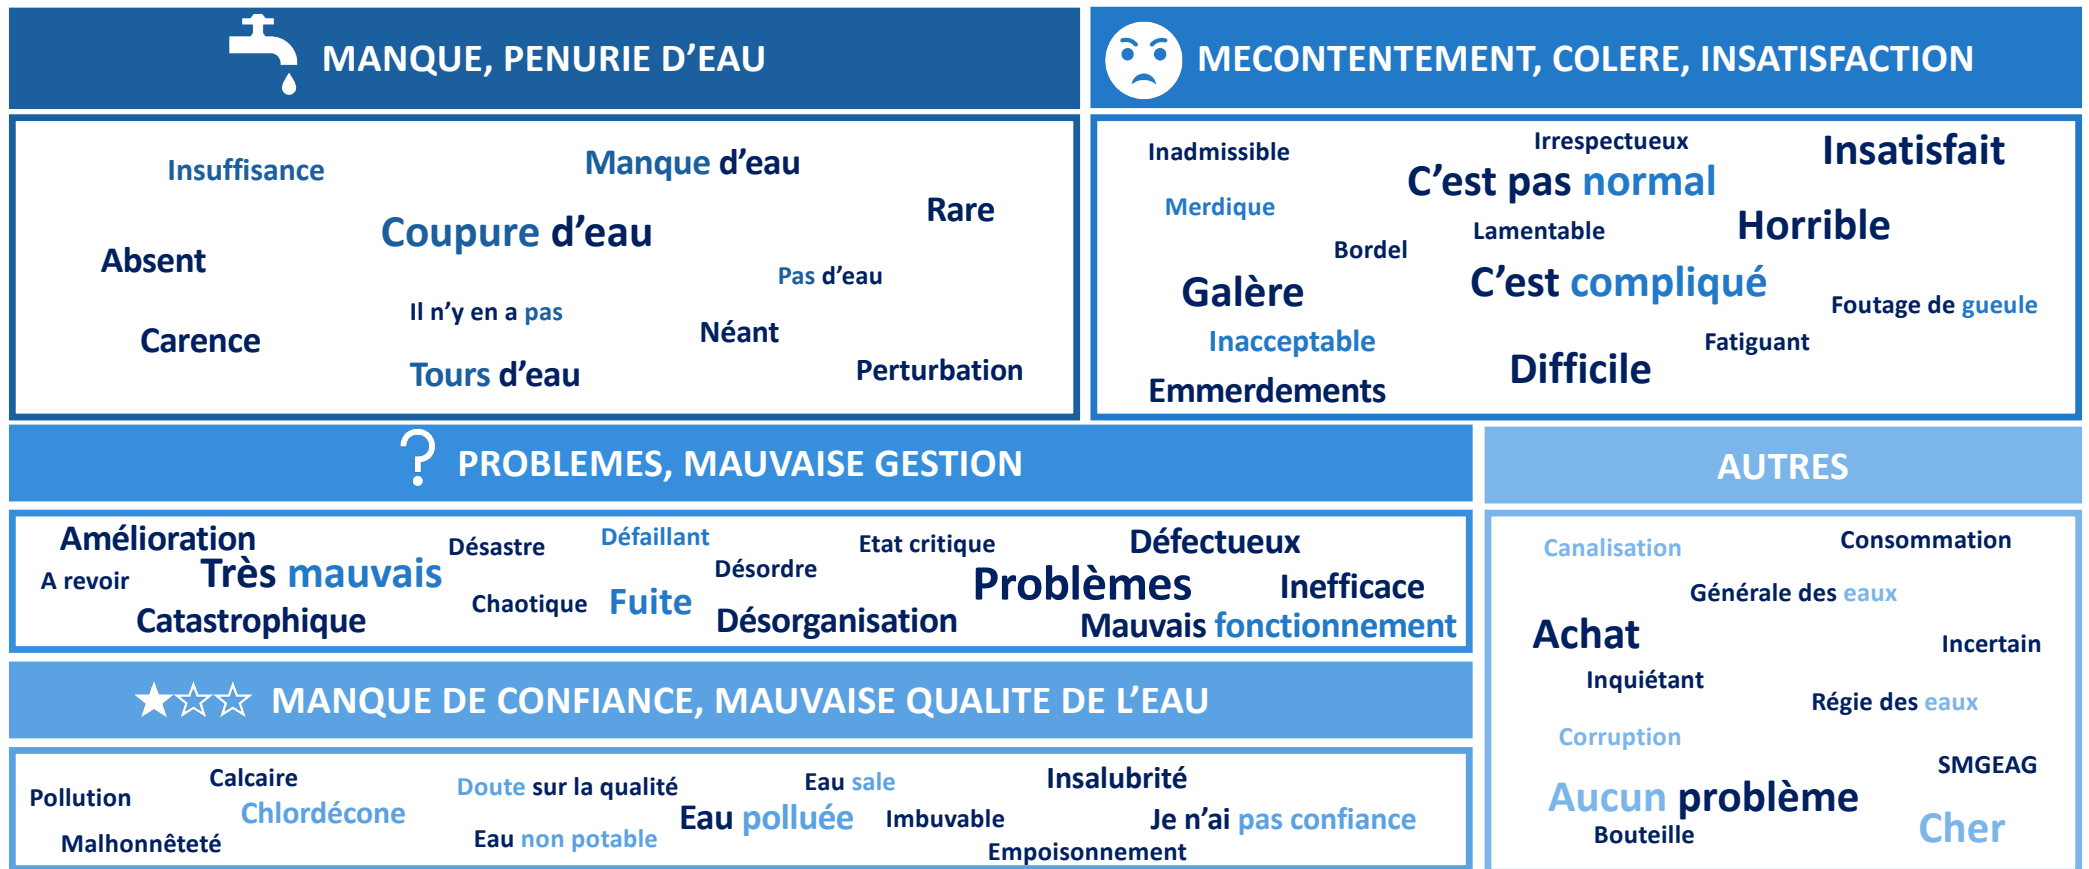 MANQUE, PENURIE D’EAU
Insuffisance
Manque d’eau
Rare
Coupure d’eau
Absent
Pas d’eau
Il n’y en a pas
Néant
Carence
Tours d’eau
Perturbation
MECONTENTEMENT, COLERE, INSATISFACTION
Inadmissible
Irrespectueux
Insatisfait
C’est pas normal
Merdique
Horrible
Lamentable
Bordel
C’est compliqué
Galère
Foutage de gueule
Inacceptable
Fatiguant
Difficile
Emmerdements
PROBLEMES, MAUVAISE GESTION
Amélioration
Désastre
Défaillant
Etat critique
Défectueux
A revoir
Très mauvais
Désordre
Problèmes
Inefficace
Chaotique
Fuite
Catastrophique
Désorganisation
Mauvais fonctionnement
MANQUE DE CONFIANCE, MAUVAISE QUALITE DE L’EAU
Pollution
Calcaire
Doute sur la qualité
Eau sale
Insalubrité
Chlordécone
Eau polluée
Imbuvable
Je n’ai pas confiance
Malhonnêteté
Eau non potable
Empoisonnement
AUTRES
Canalisation
Consommation
Générale des eaux
Achat
Incertain
Inquiétant
Régie des eaux
Corruption
SMGEAG
Aucun problème
Bouteille
Cher